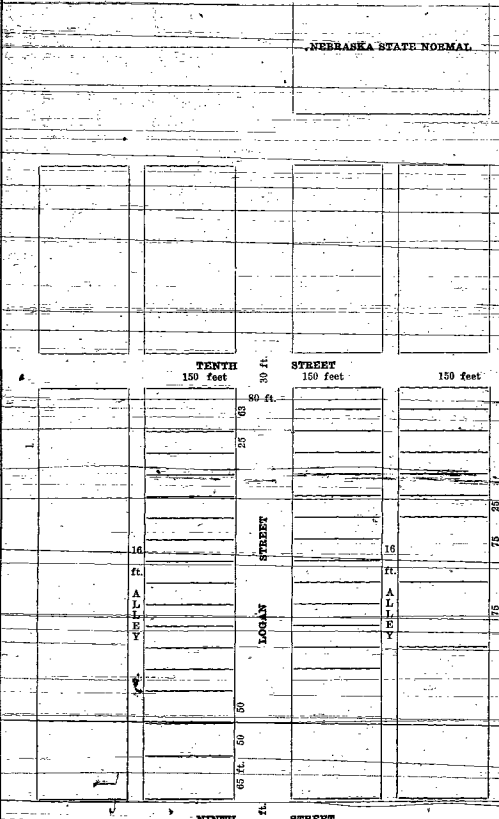 NEBRASKA STATE NORMAL
TENTH STREET
150 feet 30 ft. 150 feet 150 feet
80 ft.
63
25
25
75
75
16 ft. ALLEY
LOGAN STREET
16 ft. ALLEY
50
50
65 ft.
ft.
NINTH STREET